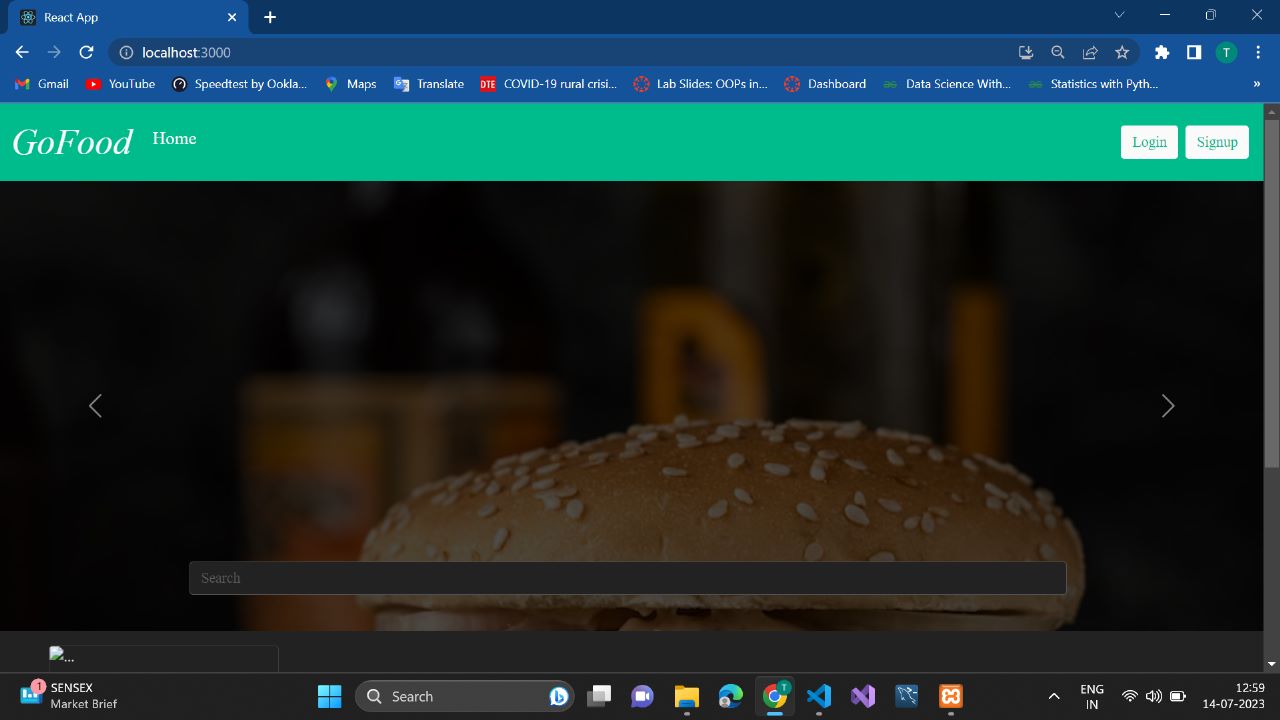 React App
localhost:3000
Gmail
YouTube
Speedtest by Ookla...
Maps
Translate
DTE
COVID-19 rural crisi...
Lab Slides: OOPs in...
Dashboard
Data Science With...
Statistics with Pyth...
»
T
GoFood
Home
Login
Signup
Search
...
1
SENSEX
Market Brief
Search
T
ENG
IN
12:59
14-07-2023